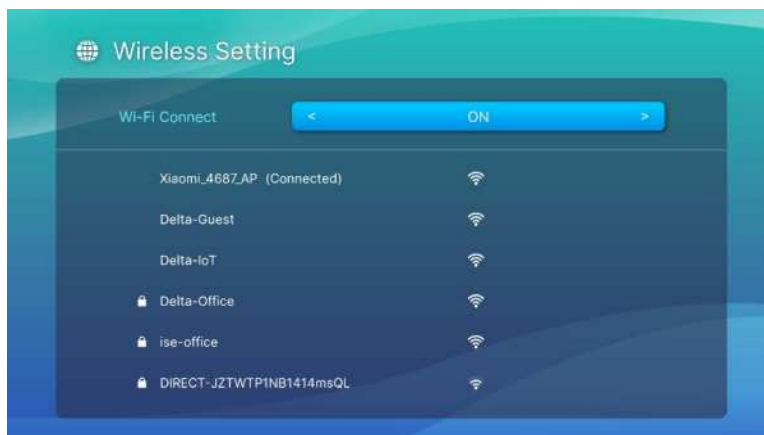 Wireless Setting
Wi-Fi Connect < ON >
Xiaomi_4687_AP (Connected)
Delta-Guest
Delta-IoT
Delta-Office
ise-office
DIRECT-JZTWTP1NB1414msQL